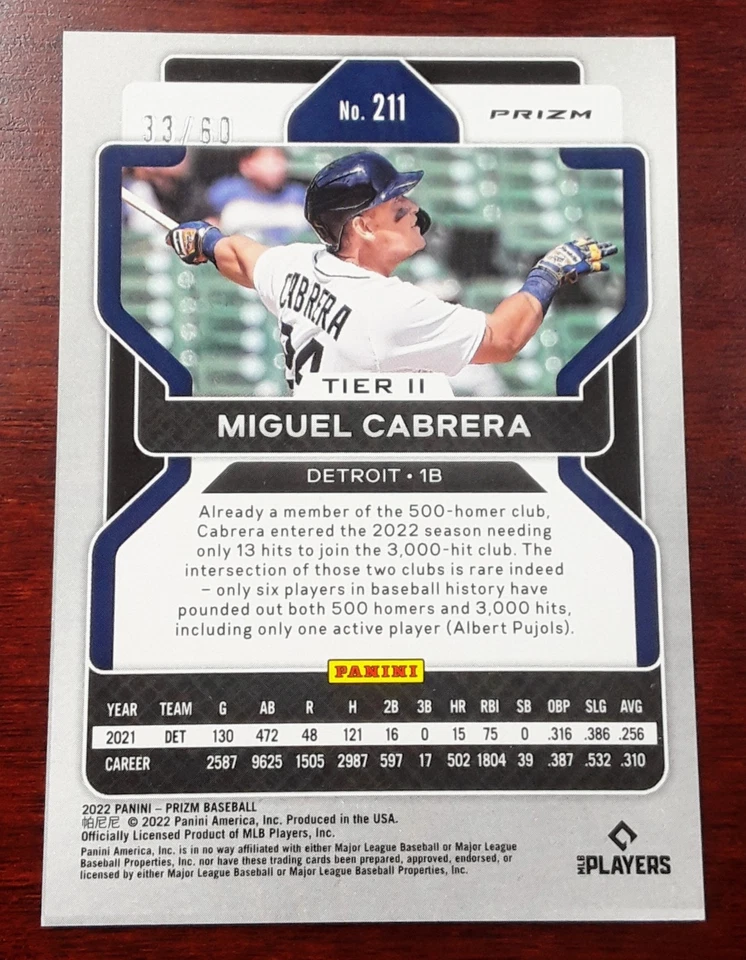 No. 211
PRIZM
33/60
CABRERA
24
TIER II
MIGUEL CABRERA
DETROIT • 1B
Already a member of the 500-homer club,
Cabrera entered the 2022 season needing
only 13 hits to join the 3,000-hit club. The
intersection of those two clubs is rare indeed
– only six players in baseball history have
pounded out both 500 homers and 3,000 hits,
including only one active player (Albert Pujols).
PANINI
YEAR TEAM G AB R H 2B 3B HR RBI SB OBP SLG AVG
2021 DET 130 472 48 121 16 0 15 75 0 .316 .386 .256
CAREER 2587 9625 1505 2987 597 17 502 1804 39 .387 .532 .310
2022 PANINI – PRIZM BASEBALL
帕尼尼 © 2022 Panini America, Inc. Produced in the USA.
Officially Licensed Product of MLB Players, Inc.
Panini America, Inc. is in no way affiliated with either Major League Baseball or Major League
Baseball Properties, Inc. nor have these trading cards been prepared, approved, endorsed, or
licensed by either Major League Baseball or Major League Baseball Properties, Inc.
MLB PLAYERS